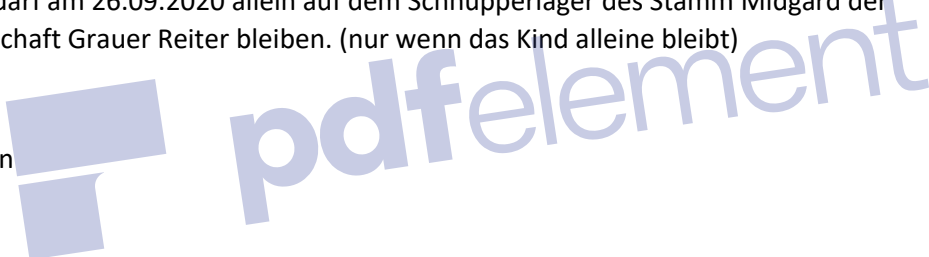 darf am 26.09.2020 allein auf dem Schnupperlager des Stamm Midgard der
chaft Grauer Reiter bleiben. (nur wenn das Kind alleine bleibt)
pdfelement
n